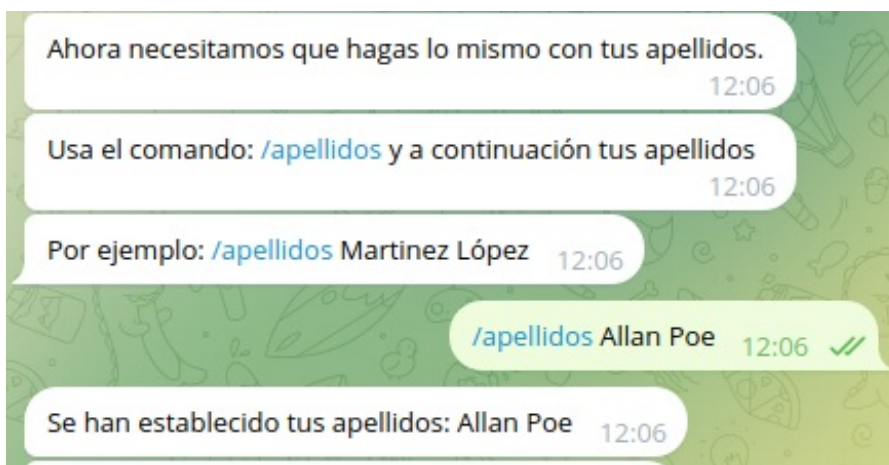 Ahora necesitamos que hagas lo mismo con tus apellidos.
12:06
Usa el comando: /apellidos y a continuación tus apellidos
12:06
Por ejemplo: /apellidos Martinez López 12:06
/apellidos Allan Poe 12:06
Se han establecido tus apellidos: Allan Poe 12:06